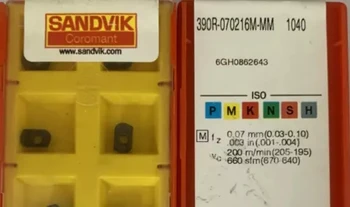 SANDVIK
Coromant
www.sandvik.com
390R-070216M-MM 1040
6GH0862643
ISO
P M K N S H
M fz 0.07 mm(0.03-0.10)
.003 in(.001-.004)
vc 200 m/min(205-195)
660 sfm(670-640)